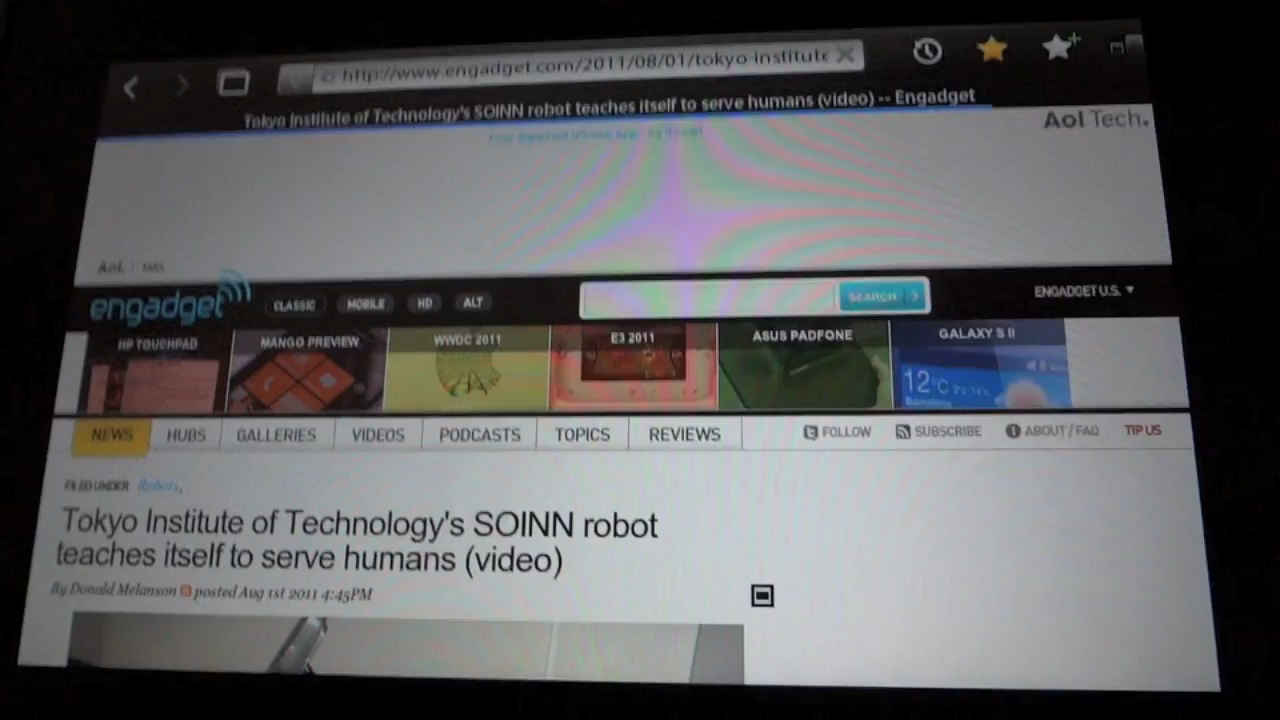 http://www.engadget.com/2011/08/01/tokyo-institute
Tokyo Institute of Technology's SOINN robot teaches itself to serve humans (video) -- Engadget
Aol Tech.
Aol.
engadget
CLASSIC
MOBILE
HD
ALT
SEARCH
ENGADGET U.S.
HP TOUCHPAD
MANGO PREVIEW
WWDC 2011
E3 2011
ASUS PADFONE
GALAXY S II
12°C
Barcelona
NEWS
HUBS
GALLERIES
VIDEOS
PODCASTS
TOPICS
REVIEWS
FOLLOW
SUBSCRIBE
ABOUT / FAQ
TIP US
FILED UNDER Robots,
Tokyo Institute of Technology's SOINN robot
teaches itself to serve humans (video)
By Donald Melanson posted Aug 1st 2011 4:45PM